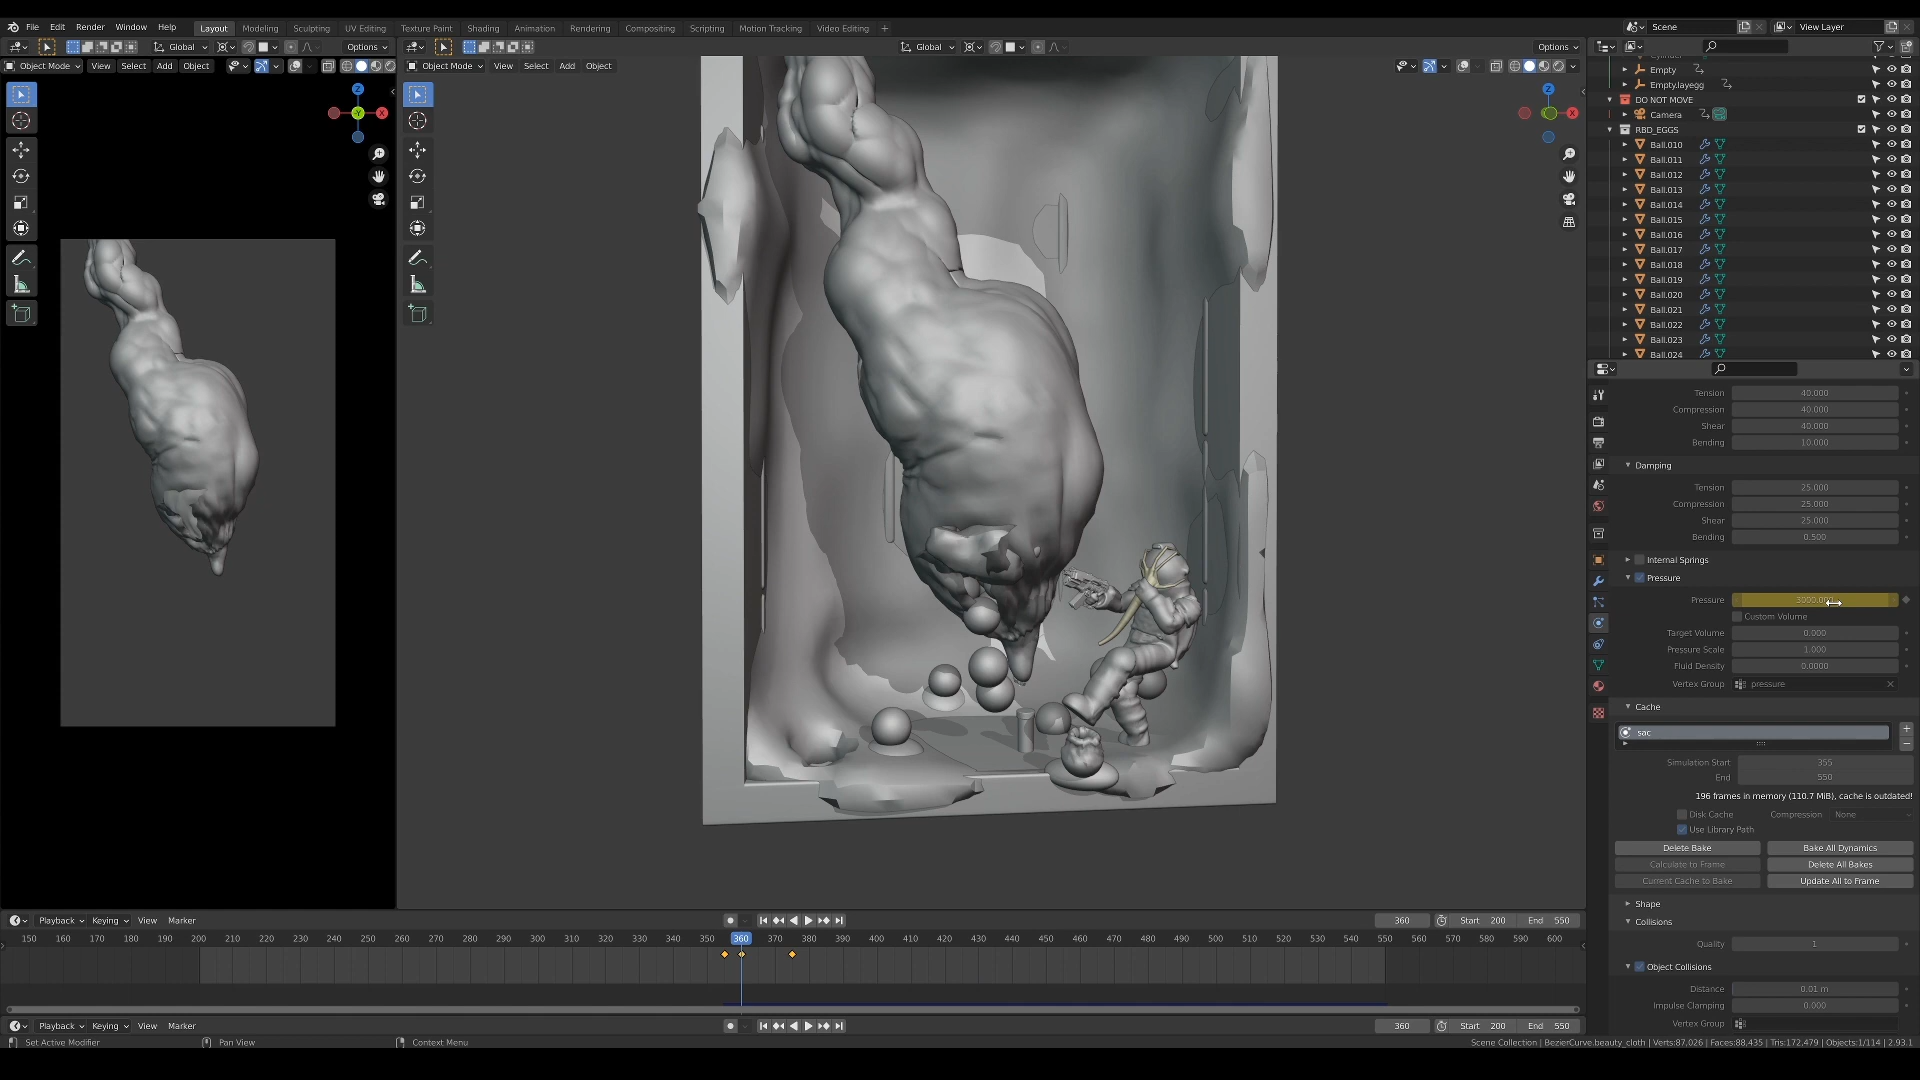 File Edit Render Window Help Layout Modeling Sculpting UV Editing Texture Paint Shading Animation Rendering Compositing Scripting Motion Tracking Video Editing + Scene View Layer
Global Options Global Options
Object Mode View Select Add Object Object Mode View Select Add Object
Z
X
Y
Z
X
Empty
Empty.layegg
DO NOT MOVE
Camera
RBD_EGGS
Ball.010
Ball.011
Ball.012
Ball.013
Ball.014
Ball.015
Ball.016
Ball.017
Ball.018
Ball.019
Ball.020
Ball.021
Ball.022
Ball.023
Ball.024
Tension 40.000
Compression 40.000
Shear 40.000
Bending 10.000
Damping
Tension 25.000
Compression 25.000
Shear 25.000
Bending 0.500
Internal Springs
Pressure
Pressure
Custom Volume
Target Volume 0.000
Pressure Scale 1.000
Fluid Density 0.0000
Vertex Group pressure
Cache
sac
Simulation Start 355
End 550
196 frames in memory (110.7 MiB), cache is outdated!
Disk Cache Compression None
Use Library Path
Delete Bake Bake All Dynamics
Calculate to Frame Delete All Bakes
Current Cache to Bake Update All to Frame
Shape
Collisions
Quality 1
Object Collisions
Distance 0.01 m
Impulse Clamping 0.000
Vertex Group
Playback Keying View Marker 360 Start 200 End 550
150 160 170 180 190 200 210 220 230 240 250 260 270 280 290 300 310 320 330 340 350 360 370 380 390 400 410 420 430 440 450 460 470 480 490 500 510 520 530 540 550 560 570 580 590 600
Playback Keying View Marker 360 Start 200 End 550
Set Active Modifier Pan View Context Menu Scene Collection | BezierCurve.beauty_cloth | Verts:87,026 | Faces:88,435 | Tris:172,479 | Objects:1/114 | 2.93.1